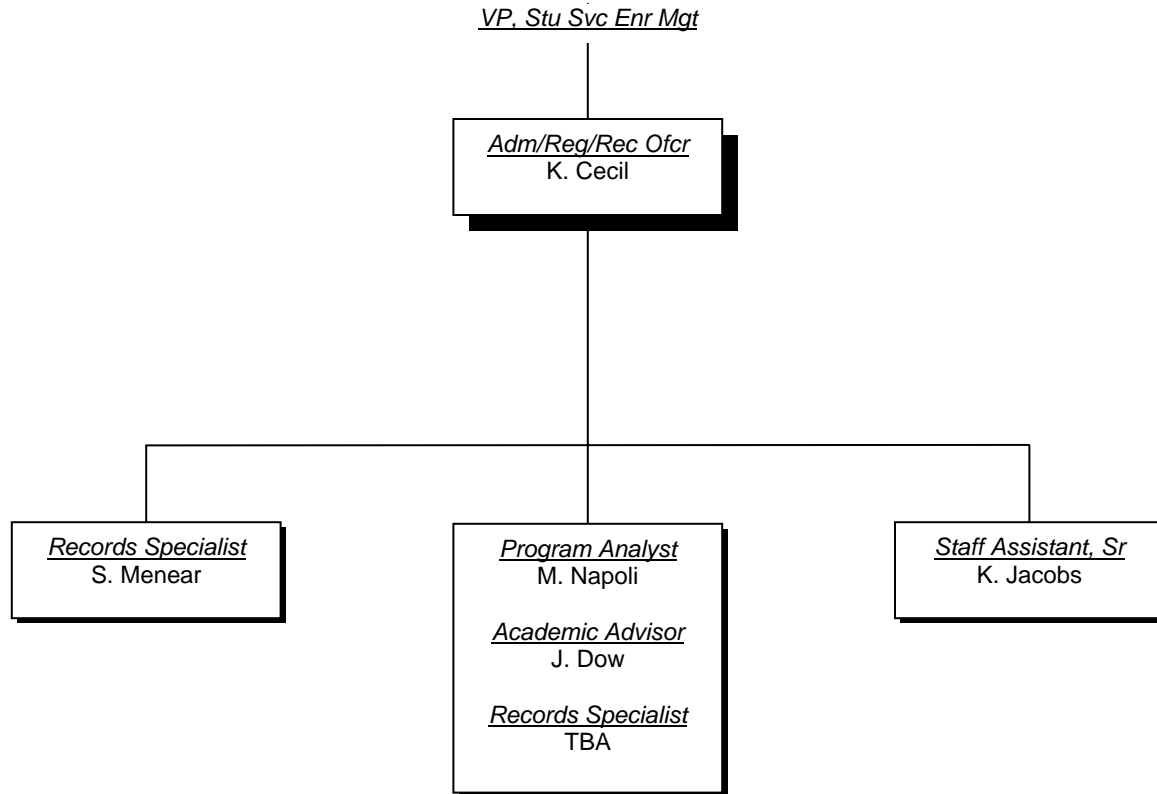 VP, Stu Svc Enr Mgt
Adm/Reg/Rec Ofcr
K. Cecil
Records Specialist
S. Menear
Program Analyst
M. Napoli
Academic Advisor
J. Dow
Records Specialist
TBA
Staff Assistant, Sr
K. Jacobs